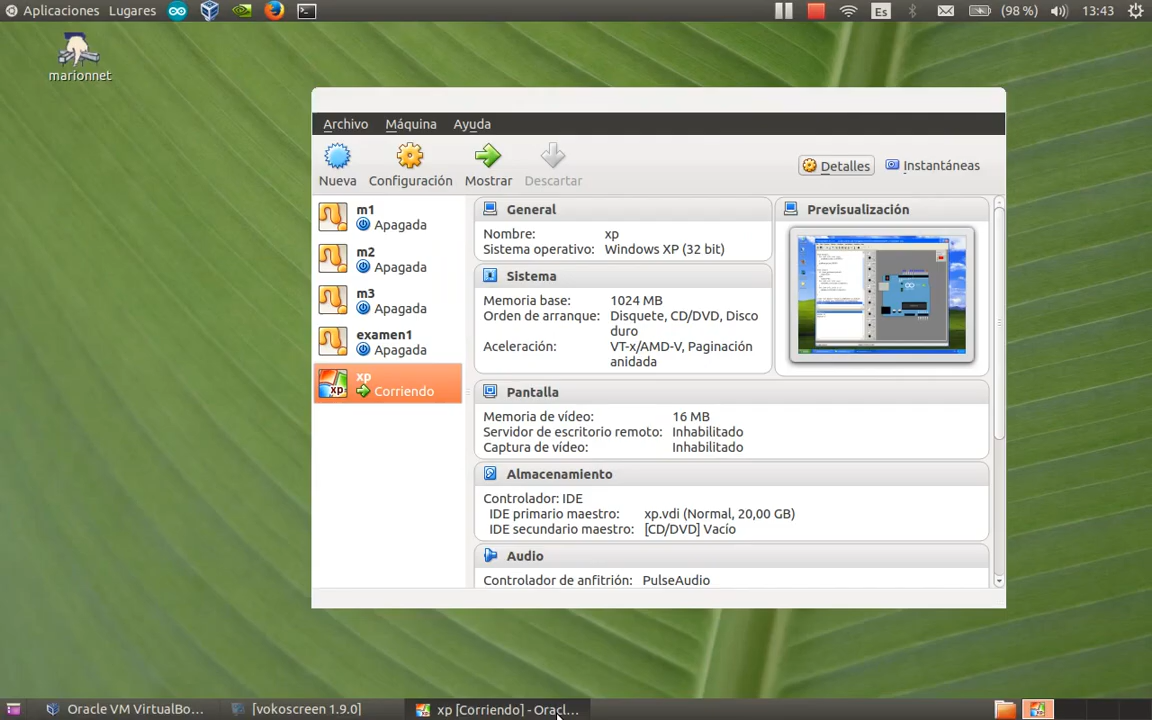 Aplicaciones Lugares Es (98 %) 13:43
marionnet
Archivo Máquina Ayuda
Nueva Configuración Mostrar Descartar Detalles Instantáneas
m1
Apagada
m2
Apagada
m3
Apagada
examen1
Apagada
xp
Corriendo
General
Nombre: xp
Sistema operativo: Windows XP (32 bit)
Sistema
Memoria base: 1024 MB
Orden de arranque: Disquete, CD/DVD, Disco
duro
Aceleración: VT-x/AMD-V, Paginación
anidada
Previsualización
Pantalla
Memoria de vídeo: 16 MB
Servidor de escritorio remoto: Inhabilitado
Captura de vídeo: Inhabilitado
Almacenamiento
Controlador: IDE
IDE primario maestro: xp.vdi (Normal, 20,00 GB)
IDE secundario maestro: [CD/DVD] Vacío
Audio
Controlador de anfitrión: PulseAudio
Oracle VM VirtualBo... [vokoscreen 1.9.0] xp [Corriendo] - Oracl...